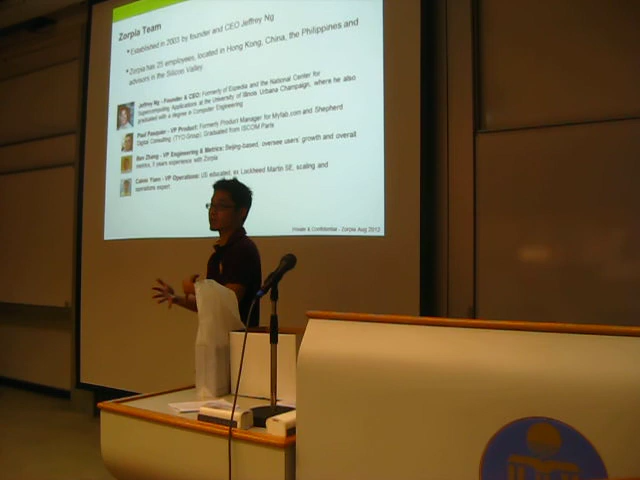 Zorpia Team
Established in 2003 by founder and CEO Jeffrey Ng
Zorpia has 25 employees, located in Hong Kong, China, the Philippines and
advisors in the Silicon Valley.
Jeffrey Ng - Founder & CEO: Formerly of Expedia and the National Center for
Supercomputing Applications at the University of Illinois Urbana Champaign, where he also
graduated with a degree in Computer Engineering
Paul Pasquier - VP Product: Formerly Product Manager for Myfab.com and Shepherd
Digital Consulting (TYO Group). Graduated from ISCOM Paris
Ben Zhang - VP Engineering & Metrics: Beijing-based, oversee users' growth and overall
metrics, 7 years experience with Zorpia
VP Operations: US educated, ex Lockheed Martin SE, scaling and
operations expert
Private & Confidential - Zorpia Aug 2012